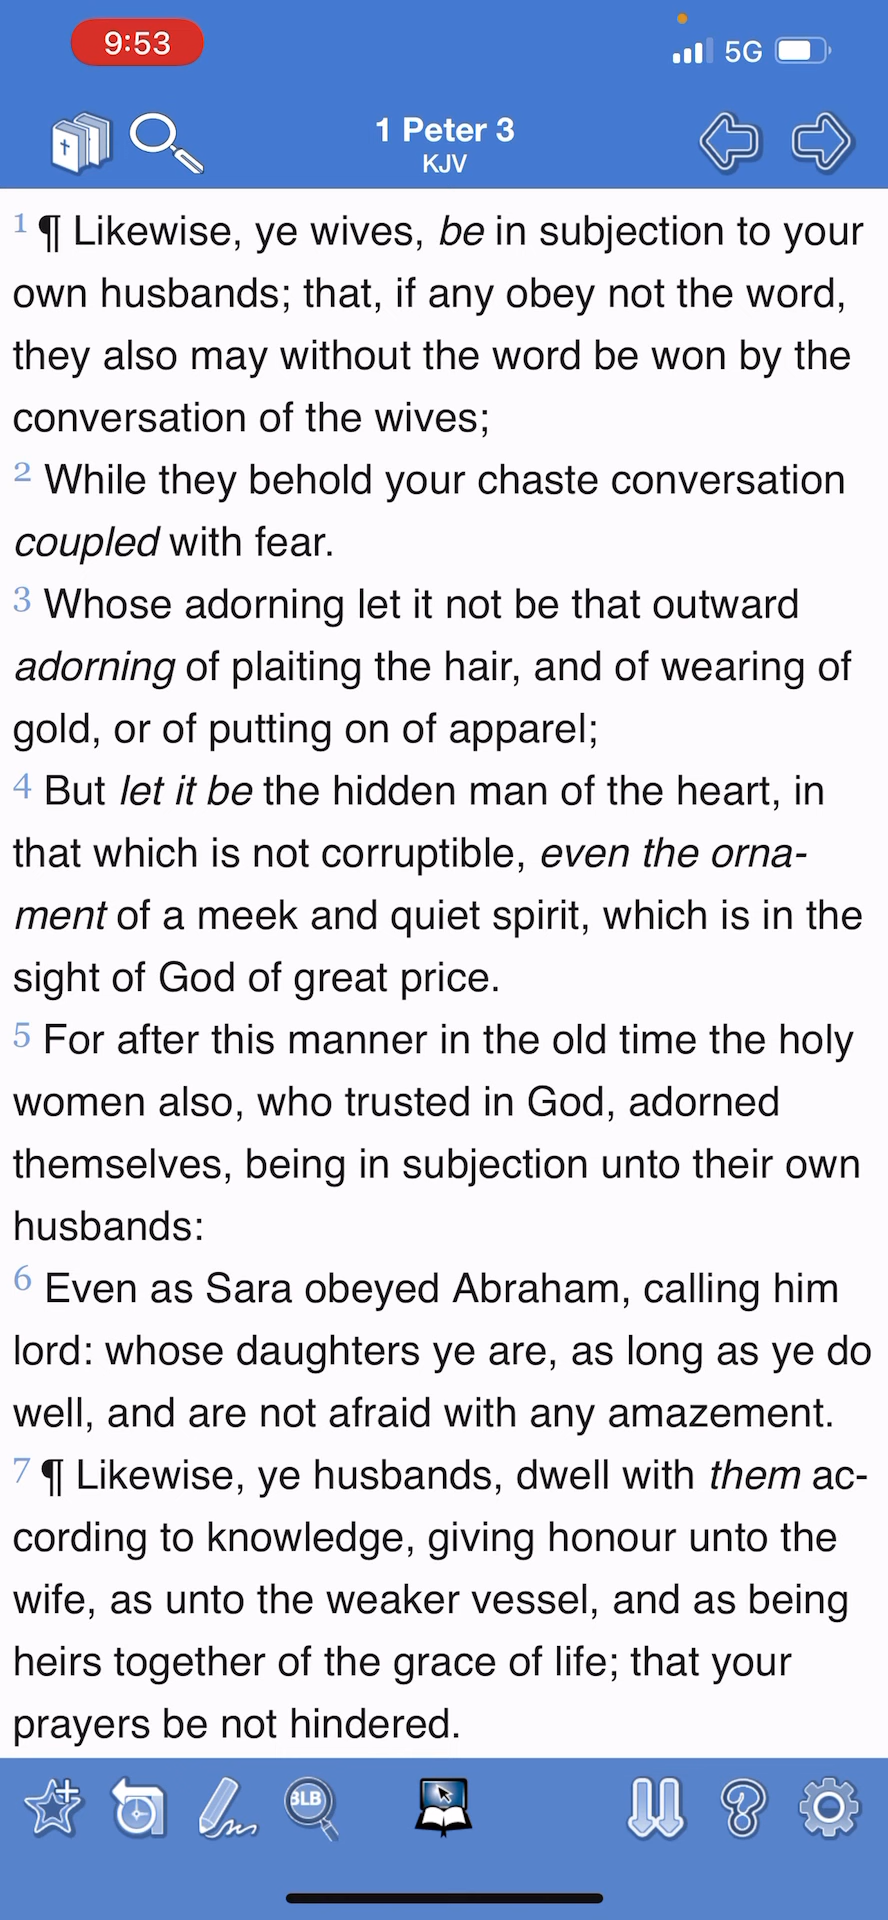 9:53
5G
1 Peter 3
KJV
1 ¶ Likewise, ye wives, be in subjection to your
own husbands; that, if any obey not the word,
they also may without the word be won by the
conversation of the wives;
2 While they behold your chaste conversation
coupled with fear.
3 Whose adorning let it not be that outward
adorning of plaiting the hair, and of wearing of
gold, or of putting on of apparel;
4 But let it be the hidden man of the heart, in
that which is not corruptible, even the orna-
ment of a meek and quiet spirit, which is in the
sight of God of great price.
5 For after this manner in the old time the holy
women also, who trusted in God, adorned
themselves, being in subjection unto their own
husbands:
6 Even as Sara obeyed Abraham, calling him
lord: whose daughters ye are, as long as ye do
well, and are not afraid with any amazement.
7 ¶ Likewise, ye husbands, dwell with them ac-
cording to knowledge, giving honour unto the
wife, as unto the weaker vessel, and as being
heirs together of the grace of life; that your
prayers be not hindered.
BLB